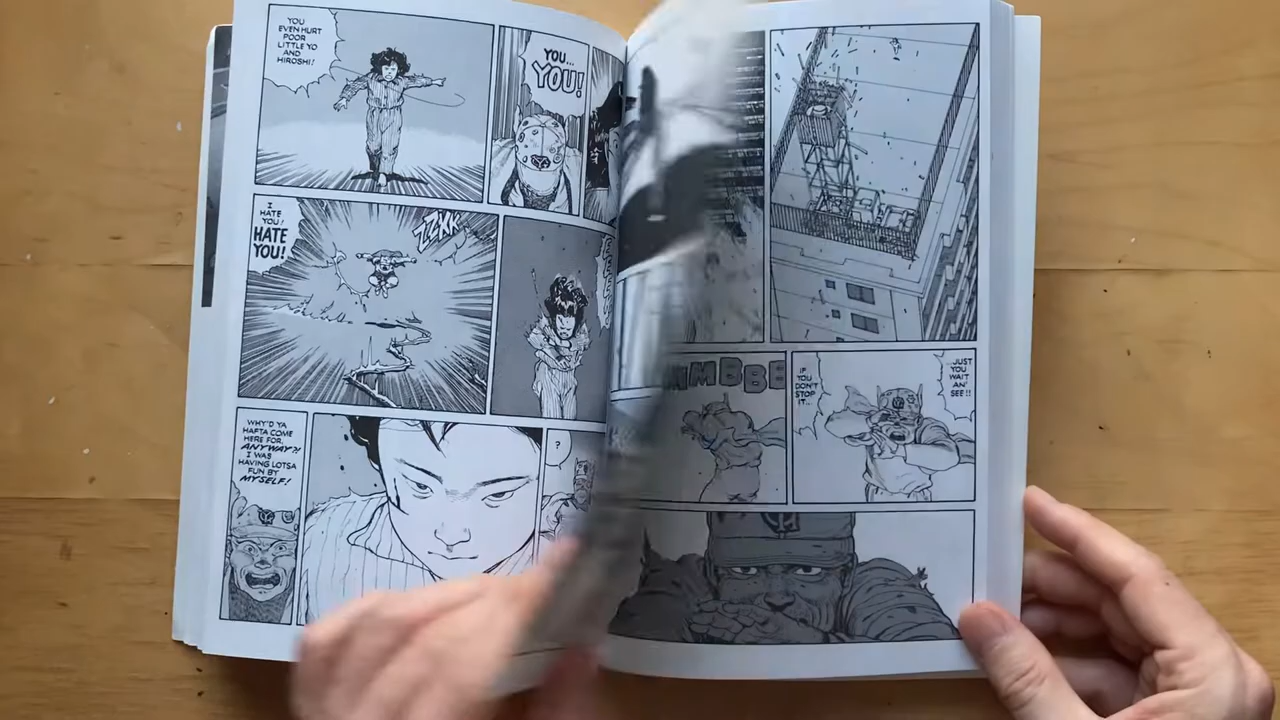 YOU
EVEN HURT
POOR
LITTLE YO
AND
HIROSHI!
YOU...
YOU!
I
HATE
YOU!
HATE
YOU!
ZZKK
WHY'D YA
HAFTA COME
HERE FOR,
ANYWAY?!
I WAS
HAVING LOTSA
FUN BY
MYSELF!
?
IF
YOU
DON'T
STOP
IT...
JUST
YOU
WAIT
AN'
SEE!!